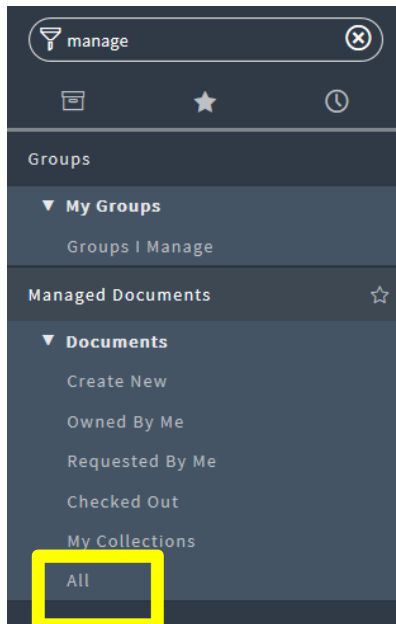 manage
Groups
My Groups
Groups I Manage
Managed Documents
Documents
Create New
Owned By Me
Requested By Me
Checked Out
My Collections
All